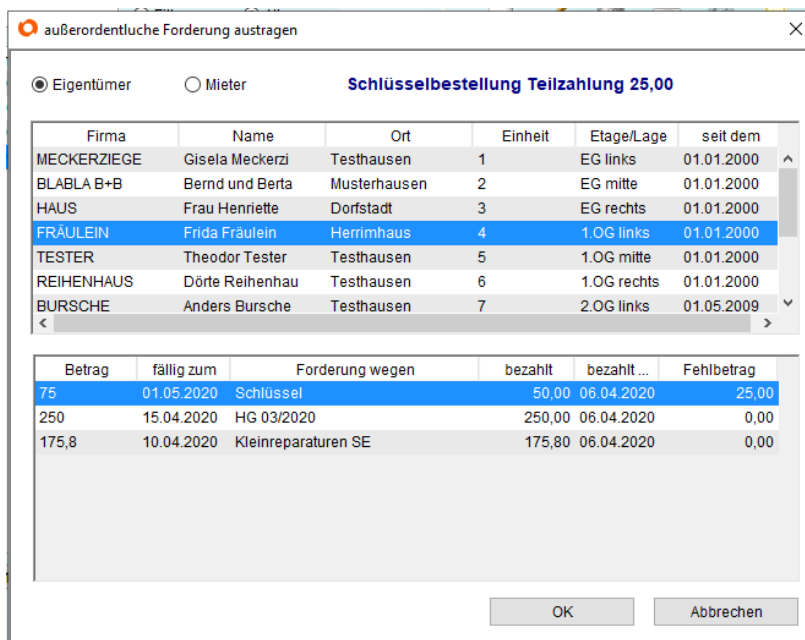 außerordentluche Forderung austragen
Eigentümer Mieter Schlüsselbestellung Teilzahlung 25,00
Firma Name Ort Einheit Etage/Lage seit dem
MECKERZIEGE Gisela Meckerzi Testhausen 1 EG links 01.01.2000
BLABLA B+B Bernd und Berta Musterhausen 2 EG mitte 01.01.2000
HAUS Frau Henriette Dorfstadt 3 EG rechts 01.01.2000
FRÄULEIN Frida Fräulein Herrimhaus 4 1.OG links 01.01.2000
TESTER Theodor Tester Testhausen 5 1.OG mitte 01.01.2000
REIHENHAUS Dörte Reihenhau Testhausen 6 1.OG rechts 01.01.2000
BURSCHE Anders Bursche Testhausen 7 2.OG links 01.05.2009
Betrag fällig zum Forderung wegen bezahlt bezahlt ... Fehlbetrag
75 01.05.2020 Schlüssel 50,00 06.04.2020 25,00
250 15.04.2020 HG 03/2020 250,00 06.04.2020 0,00
175,8 10.04.2020 Kleinreparaturen SE 175,80 06.04.2020 0,00
OK Abbrechen